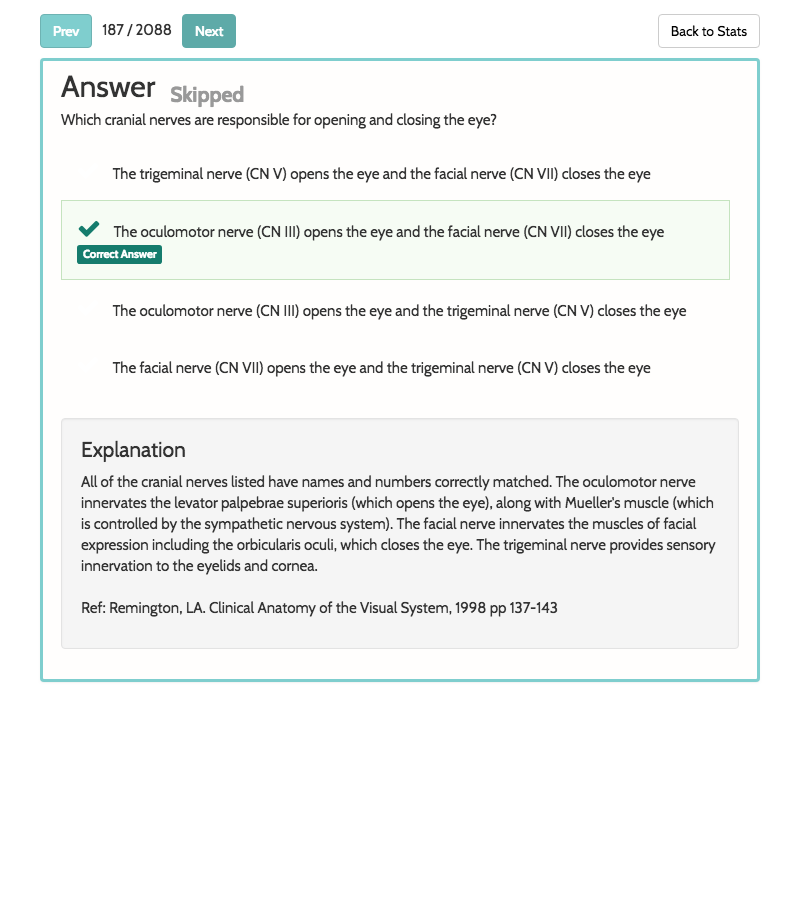 Prev 187 / 2088 Next Back to Stats
Answer Skipped
Which cranial nerves are responsible for opening and closing the eye?
The trigeminal nerve (CN V) opens the eye and the facial nerve (CN VII) closes the eye
The oculomotor nerve (CN III) opens the eye and the facial nerve (CN VII) closes the eye
Correct Answer
The oculomotor nerve (CN III) opens the eye and the trigeminal nerve (CN V) closes the eye
The facial nerve (CN VII) opens the eye and the trigeminal nerve (CN V) closes the eye
Explanation
All of the cranial nerves listed have names and numbers correctly matched. The oculomotor nerve
innervates the levator palpebrae superioris (which opens the eye), along with Mueller's muscle (which
is controlled by the sympathetic nervous system). The facial nerve innervates the muscles of facial
expression including the orbicularis oculi, which closes the eye. The trigeminal nerve provides sensory
innervation to the eyelids and cornea.
Ref: Remington, LA. Clinical Anatomy of the Visual System, 1998 pp 137-143